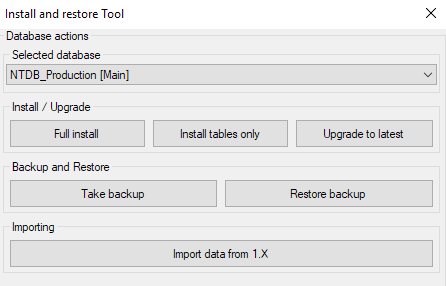 Install and restore Tool
Database actions
Selected database
NTDB_Production [Main]
Install / Upgrade
Full install Install tables only Upgrade to latest
Backup and Restore
Take backup Restore backup
Importing
Import data from 1.X